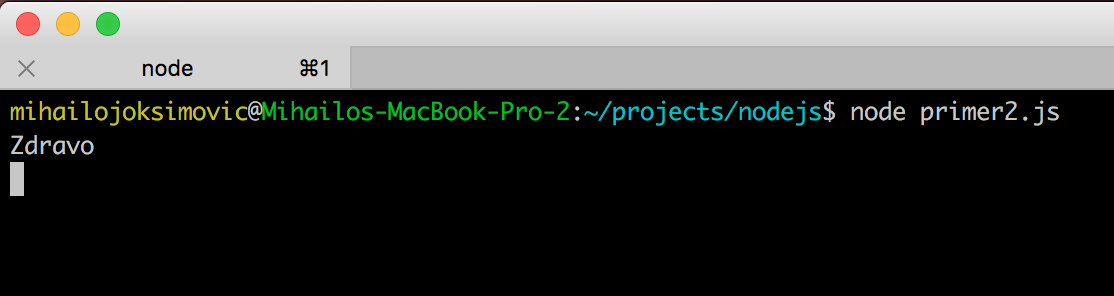 node ⌘1
mihailojoksimovic@Mihailos-MacBook-Pro-2:~/projects/nodejs$ node primer2.js
Zdravo